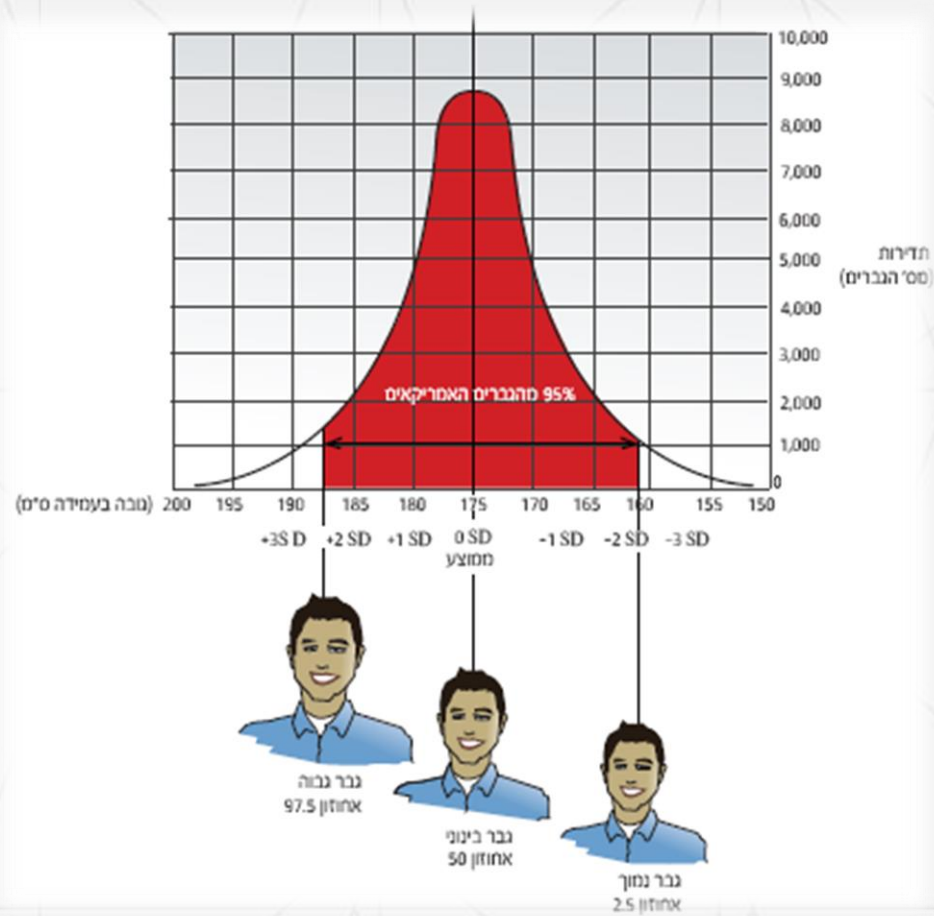 10,000
9,000
8,000
7,000
6,000
5,000
4,000
3,000
2,000
1,000
0
תדירות
(מס' הגברים)
95% מהגברים האמריקאים
200 195 190 185 180 175 170 165 160 155 150
(גובה בעמידה ס"מ)
+3S D +2 SD +1 SD 0 SD -1 SD -2 SD -3 SD
ממוצע
גבר גבוה
אחוזון 97.5
גבר בינוני
אחוזון 50
גבר נמוך
אחוזון 2.5